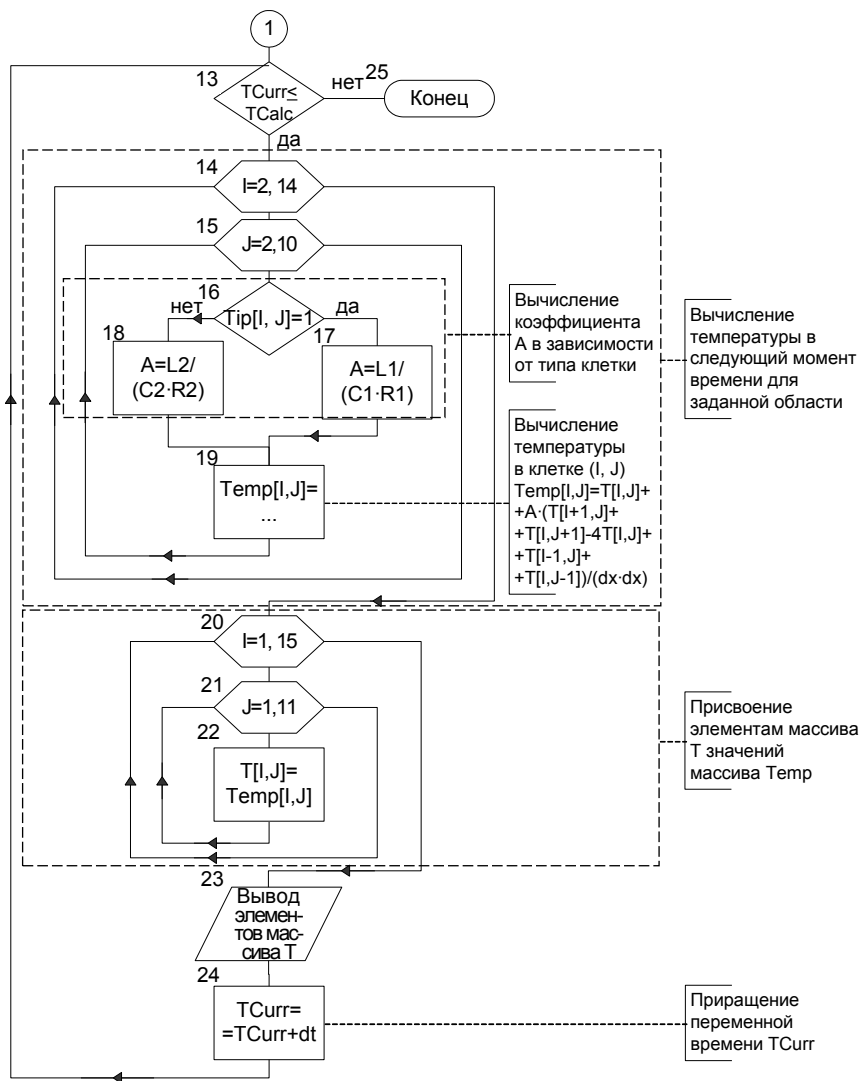 1
13
TCurr≤
TCalc
нет
25
Конец
да
14
I=2, 14
15
J=2,10
16
нет
Tip[I, J]=1
да
18
A=L2/
(C2·R2)
17
A=L1/
(C1·R1)
Вычисление
коэффициента
А в зависимости
от типа клетки
Вычисление
температуры в
следующий момент
времени для
заданной области
19
Temp[I,J]=
...
Вычисление
температуры
в клетке (I, J)
Temp[I,J]=T[I,J]+
+A·(T[I+1,J]+
+T[I,J+1]-4T[I,J]+
+T[I-1,J]+
+T[I,J-1])/(dx·dx)
20
I=1, 15
21
J=1,11
22
T[I,J]=
Temp[I,J]
Присвоение
элементам массива
T значений
массива Temp
23
Вывод
элемен-
тов мас-
сива T
24
TCurr=
=TCurr+dt
Приращение
переменной
времени TCurr